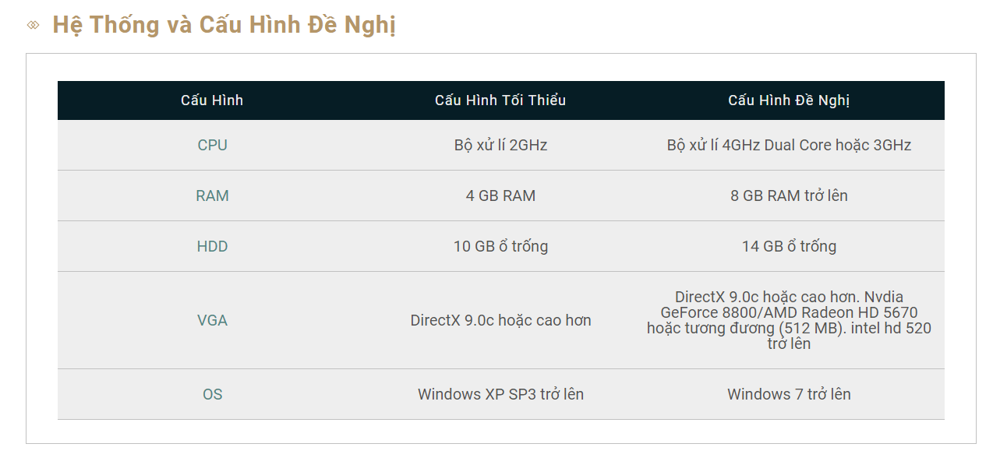 Hệ Thống và Cấu Hình Đề Nghị
Cấu Hình Cấu Hình Tối Thiểu Cấu Hình Đề Nghị
CPU Bộ xử lí 2GHz Bộ xử lí 4GHz Dual Core hoặc 3GHz
RAM 4 GB RAM 8 GB RAM trở lên
HDD 10 GB ổ trống 14 GB ổ trống
VGA DirectX 9.0c hoặc cao hơn DirectX 9.0c hoặc cao hơn. Nvdia
GeForce 8800/AMD Radeon HD 5670
hoặc tương đương (512 MB). intel hd 520
trở lên
OS Windows XP SP3 trở lên Windows 7 trở lên